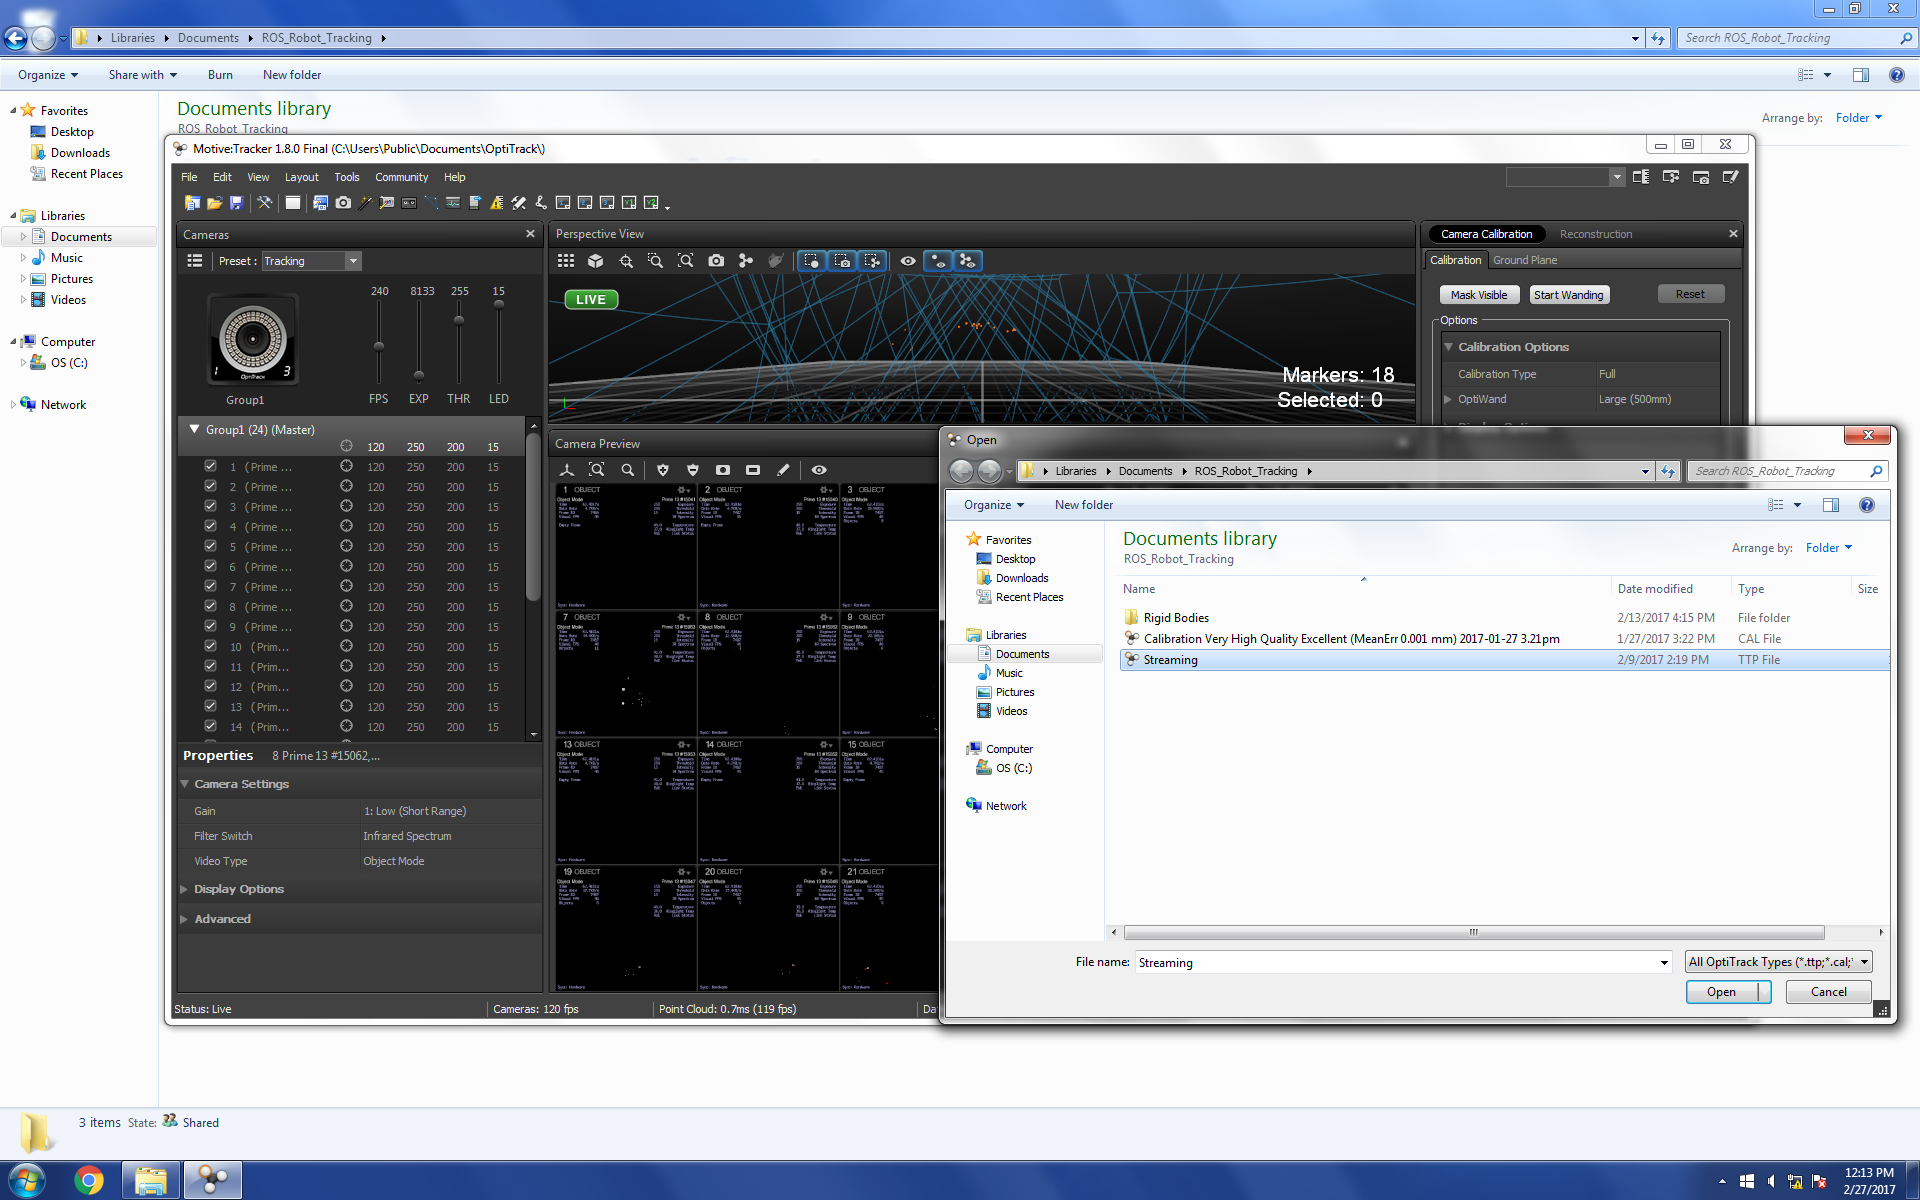 Libraries
Documents
ROS_Robot_Tracking
Search ROS_Robot_Tracking
Organize
Share with
Burn
New folder
Favorites
Desktop
Downloads
Recent Places
Libraries
Documents
Music
Pictures
Videos
Computer
OS (C:)
Network
Documents library
ROS_Robot_Tracking
Arrange by: Folder
Motive:Tracker 1.8.0 Final (C:\Users\Public\Documents\OptiTrack\)
File Edit View Layout Tools Community Help
Cameras
Preset : Tracking
240 8133 255 15
1 OptiTrack 3
FPS EXP THR LED
Group1
Group1 (24) (Master)
120 250 200 15
1 (Prime ... 120 250 200 15
2 (Prime ... 120 250 200 15
3 (Prime ... 120 250 200 15
4 (Prime ... 120 250 200 15
5 (Prime ... 120 250 200 15
6 (Prime ... 120 250 200 15
7 (Prime ... 120 250 200 15
8 (Prime ... 120 250 200 15
9 (Prime ... 120 250 200 15
10 (Prim... 120 250 200 15
11 (Prim... 120 250 200 15
12 (Prim... 120 250 200 15
13 (Prim... 120 250 200 15
14 (Prim... 120 250 200 15
Properties 8 Prime 13 #15062,...
Camera Settings
Gain 1: Low (Short Range)
Filter Switch Infrared Spectrum
Video Type Object Mode
Display Options
Advanced
Perspective View
LIVE
Markers: 18
Selected: 0
Camera Preview
1 OBJECT
2 OBJECT
3 OBJECT
7 OBJECT
8 OBJECT
9 OBJECT
13 OBJECT
14 OBJECT
15 OBJECT
19 OBJECT
20 OBJECT
21 OBJECT
Camera Calibration
Reconstruction
Calibration
Ground Plane
Mask Visible
Start Wanding
Reset
Options
Calibration Options
Calibration Type Full
OptiWand Large (500mm)
Status: Live
Cameras: 120 fps
Point Cloud: 0.7ms (119 fps)
Da
Open
Libraries
Documents
ROS_Robot_Tracking
Search ROS_Robot_Tracking
Organize
New folder
Favorites
Desktop
Downloads
Recent Places
Libraries
Documents
Music
Pictures
Videos
Computer
OS (C:)
Network
Documents library
ROS_Robot_Tracking
Arrange by: Folder
Name Date modified Type Size
Rigid Bodies 2/13/2017 4:15 PM File folder
Calibration Very High Quality Excellent (MeanErr 0.001 mm) 2017-01-27 3.21pm 1/27/2017 3:22 PM CAL File
Streaming 2/9/2017 2:19 PM TTP File
File name: Streaming
All OptiTrack Types (*.ttp;*.cal;
Open
Cancel
3 items State: Shared
12:13 PM
2/27/2017